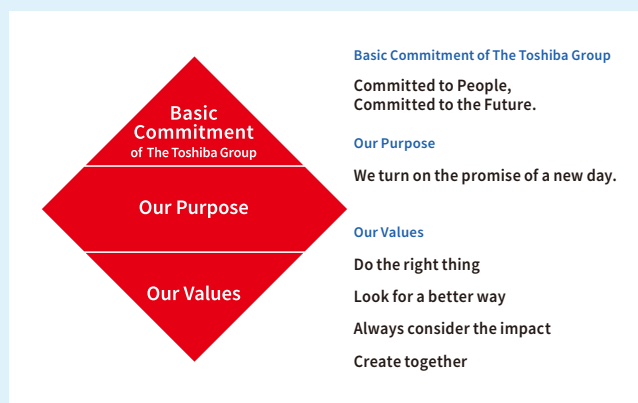 Basic
Commitment
of The Toshiba Group
Our Purpose
Our Values
Basic Commitment of The Toshiba Group
Committed to People,
Committed to the Future.
Our Purpose
We turn on the promise of a new day.
Our Values
Do the right thing
Look for a better way
Always consider the impact
Create together